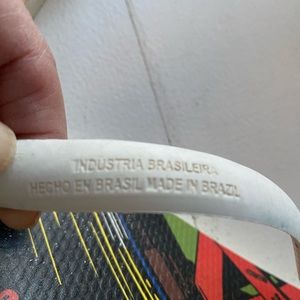 INDUSTRIA BRASILEIRA
HECHO EN BRASIL MADE IN BRAZIL